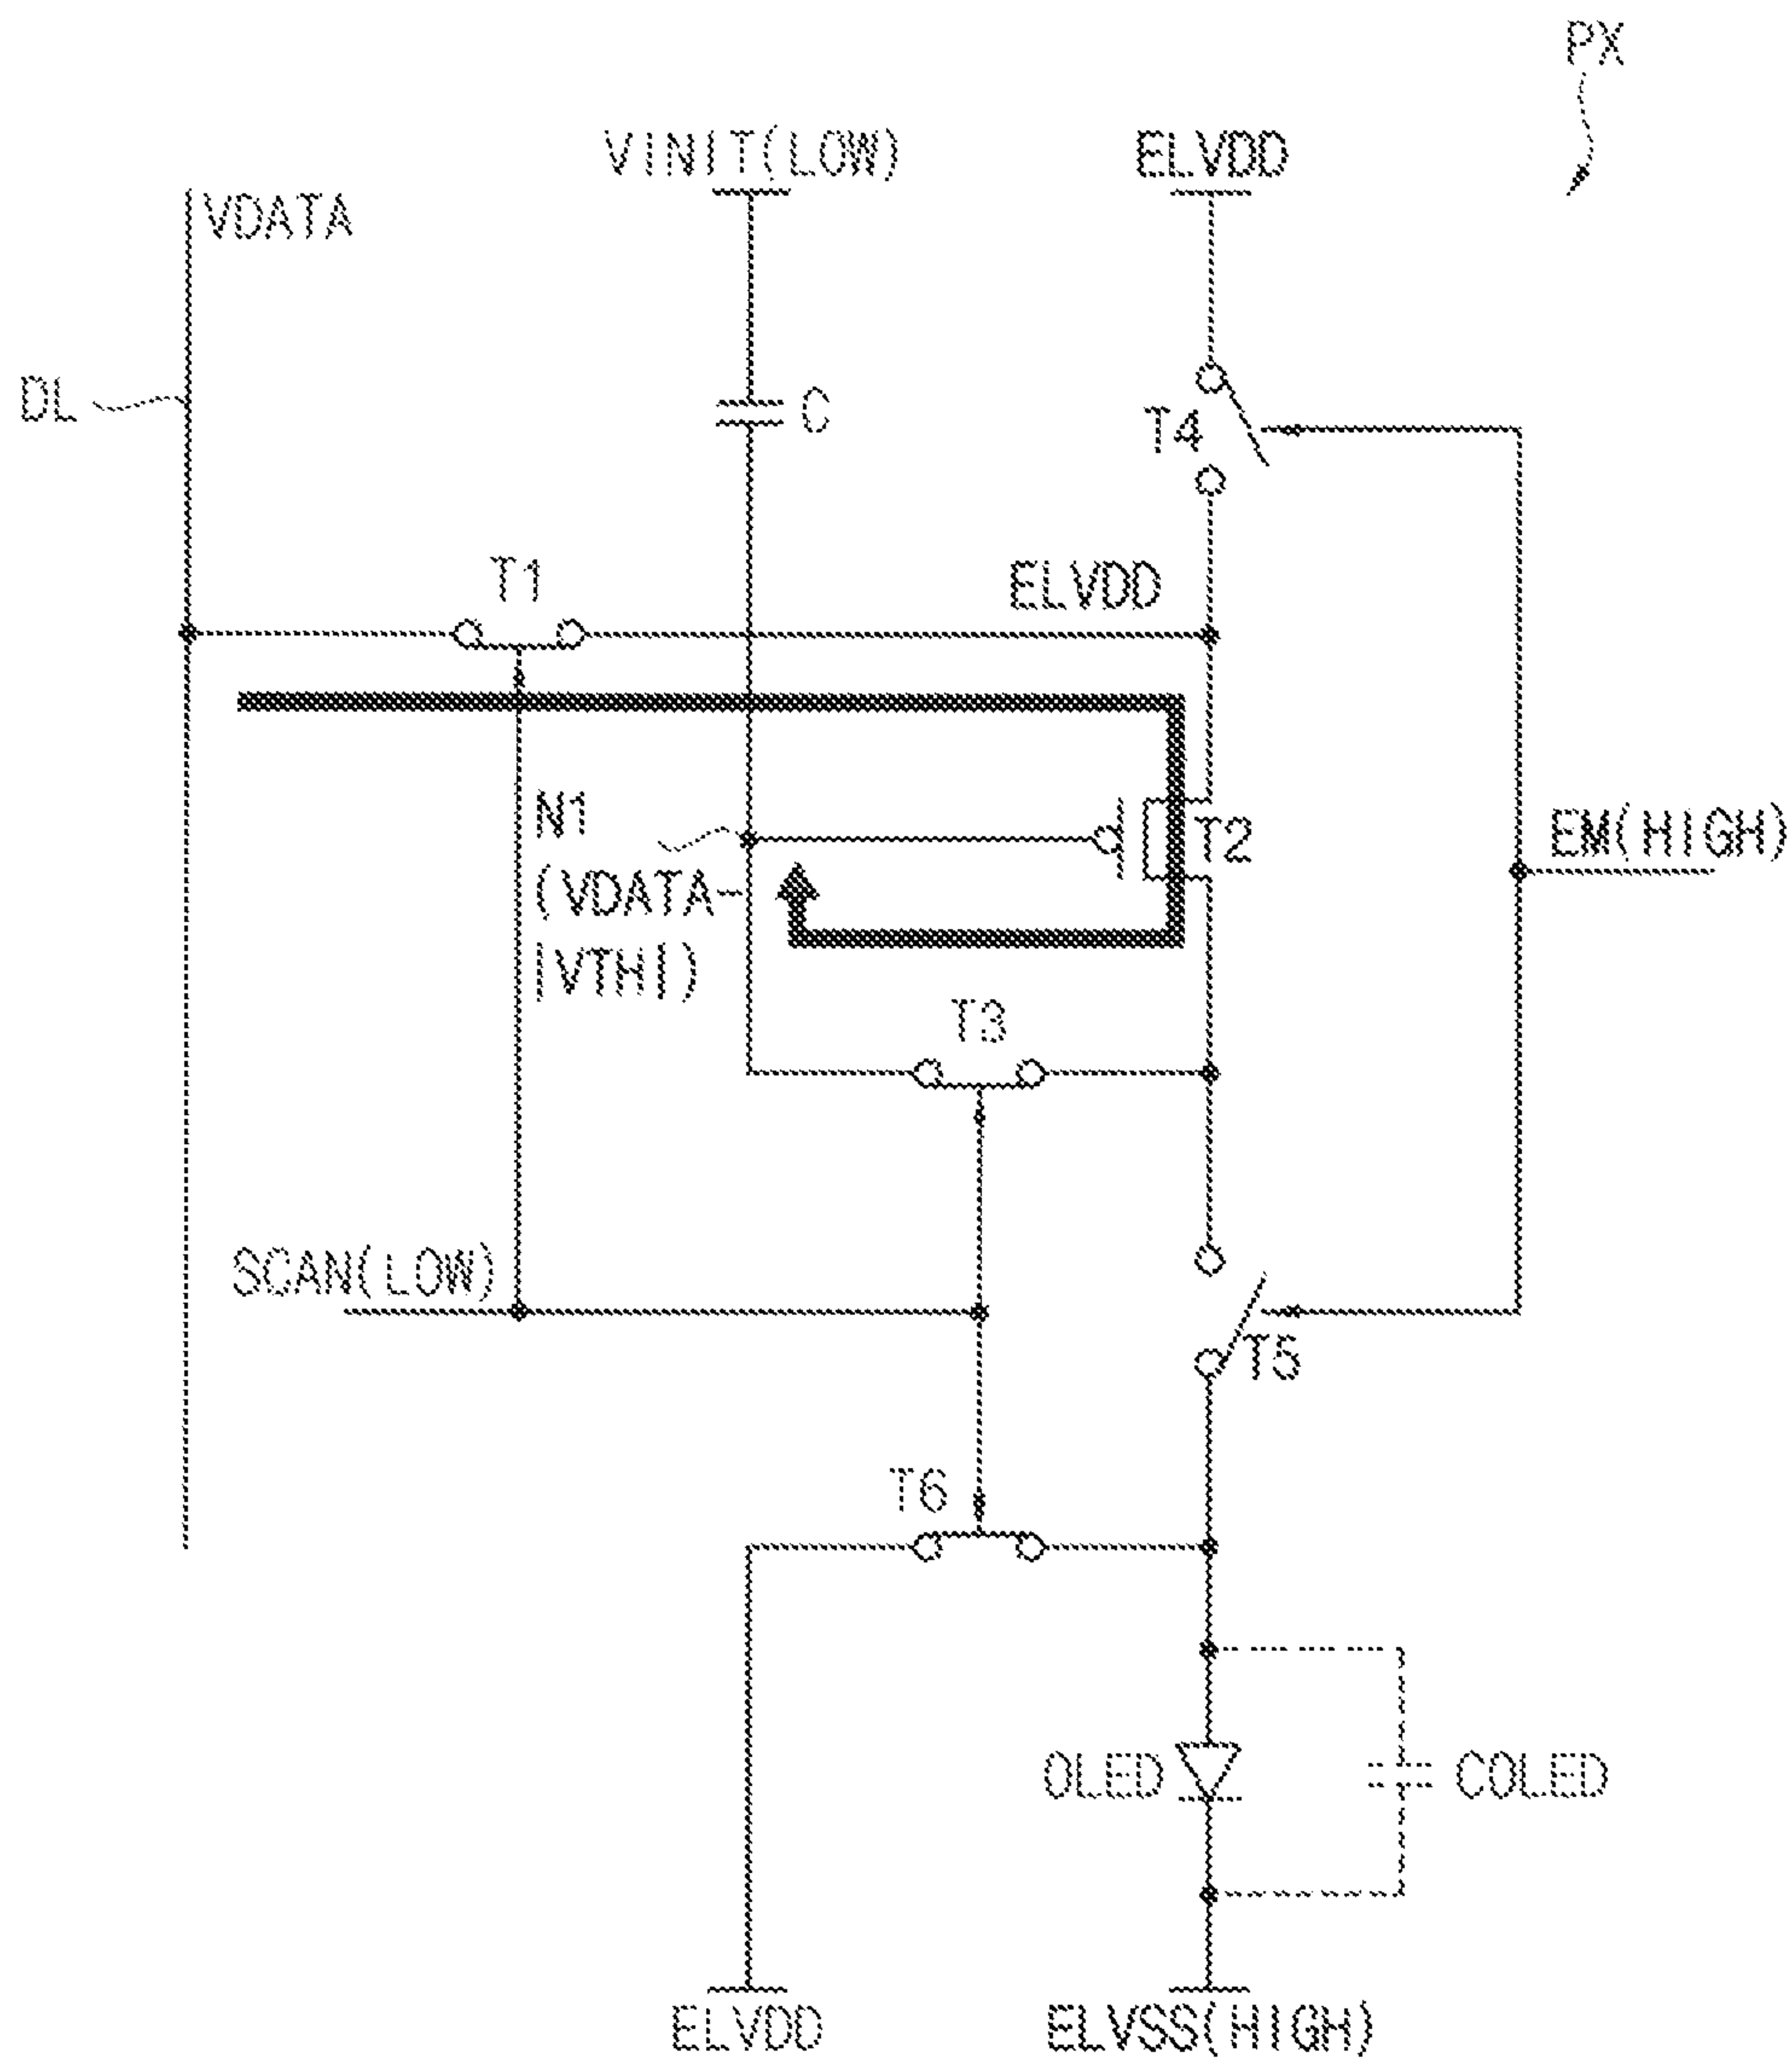 PX
VINIT(LOW)
ELVDD
VDATA
DL
C
T4
T1
ELVDD
N1
(VDATA-
|VTH|)
T2
EM(HIGH)
T3
SCAN(LOW)
T5
T6
OLED
COLED
ELVDD
ELVSS(HIGH)